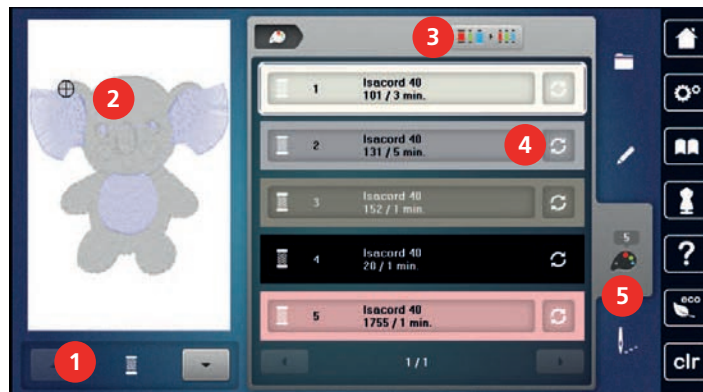 3
2
1
Isacord 40
101 / 3 min.
2
Isacord 40
131 / 5 min.
4
3
Isacord 40
152 / 1 min.
4
Isacord 40
20 / 1 min.
5
Isacord 40
1755 / 1 min.
1
1/1
5
5
?
eco
clr